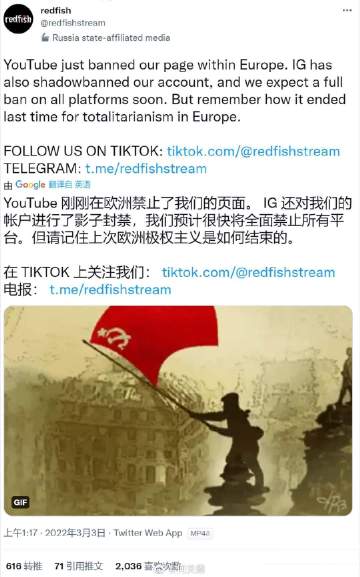 redfish
redfish
@redfishstream
Russia state-affiliated media
YouTube just banned our page within Europe. IG has
also shadowbanned our account, and we expect a full
ban on all platforms soon. But remember how it ended
last time for totalitarianism in Europe.
FOLLOW US ON TIKTOK: tiktok.com/@redfishstream
TELEGRAM: t.me/redfishstream
由 Google 翻译自 英语
YouTube 刚刚在欧洲禁止了我们的页面。 IG 还对我们的
帐户进行了影子封禁，我们预计很快将全面禁止所有平
台。但请记住上次欧洲极权主义是如何结束的。
在 TIKTOK 上关注我们： tiktok.com/@redfishstream
电报： t.me/redfishstream
GIF
上午1:17 · 2022年3月3日 · Twitter Web App MP4
616 转推 71 引用推文 2,036 喜欢次数